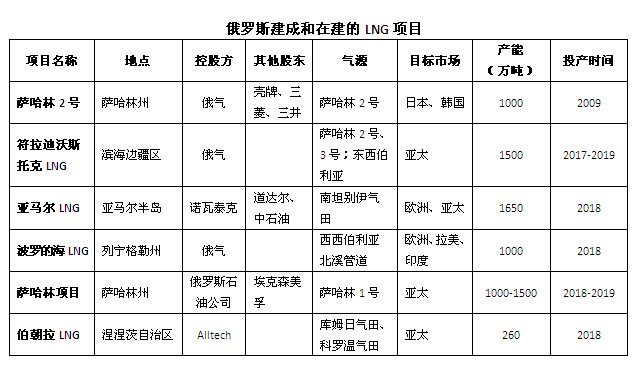 俄罗斯建成和在建的 LNG 项目
项目名称 地点 控股方 其他股东 气源 目标市场 产能（万吨） 投产时间
萨哈林 2 号 萨哈林州 俄气 壳牌、三菱、三井 萨哈林 2 号 日本、韩国 1000 2009
符拉迪沃斯托克 LNG 滨海边疆区 俄气 萨哈林 2 号、3 号；东西伯利亚 亚太 1500 2017-2019
亚马尔 LNG 亚马尔半岛 诺瓦泰克 道达尔、中石油 南坦别伊气田 欧洲、亚太 1650 2018
波罗的海 LNG 列宁格勒州 俄气 西西伯利亚北溪管道 欧洲、拉美、印度 1000 2018
萨哈林项目 萨哈林州 俄罗斯石油公司 埃克森美孚 萨哈林 1 号 亚太 1000-1500 2018-2019
伯朝拉 LNG 涅涅茨自治区 Alltech 库姆日气田、科罗温气田 亚太 260 2018